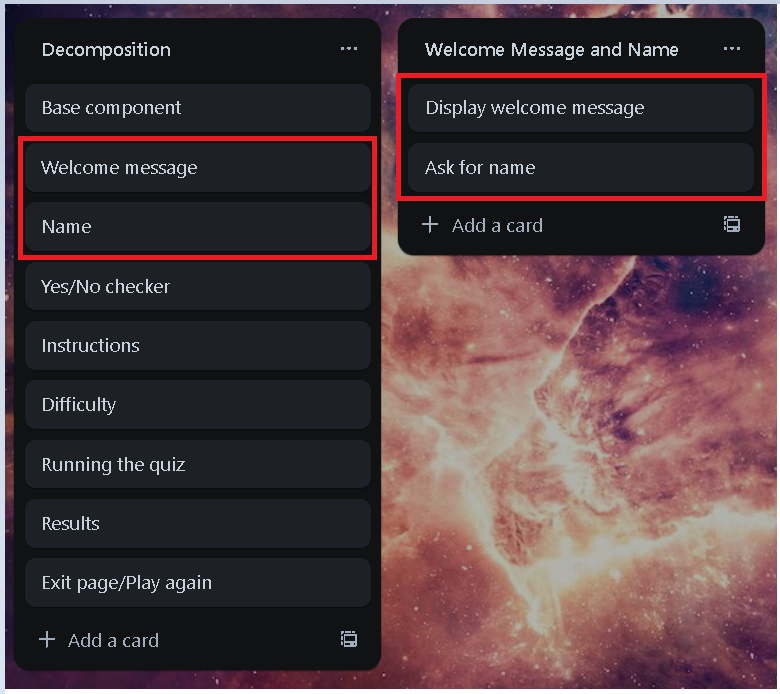 Decomposition
Base component
Welcome message
Name
Yes/No checker
Instructions
Difficulty
Running the quiz
Results
Exit page/Play again
Add a card
Welcome Message and Name
Display welcome message
Ask for name
Add a card